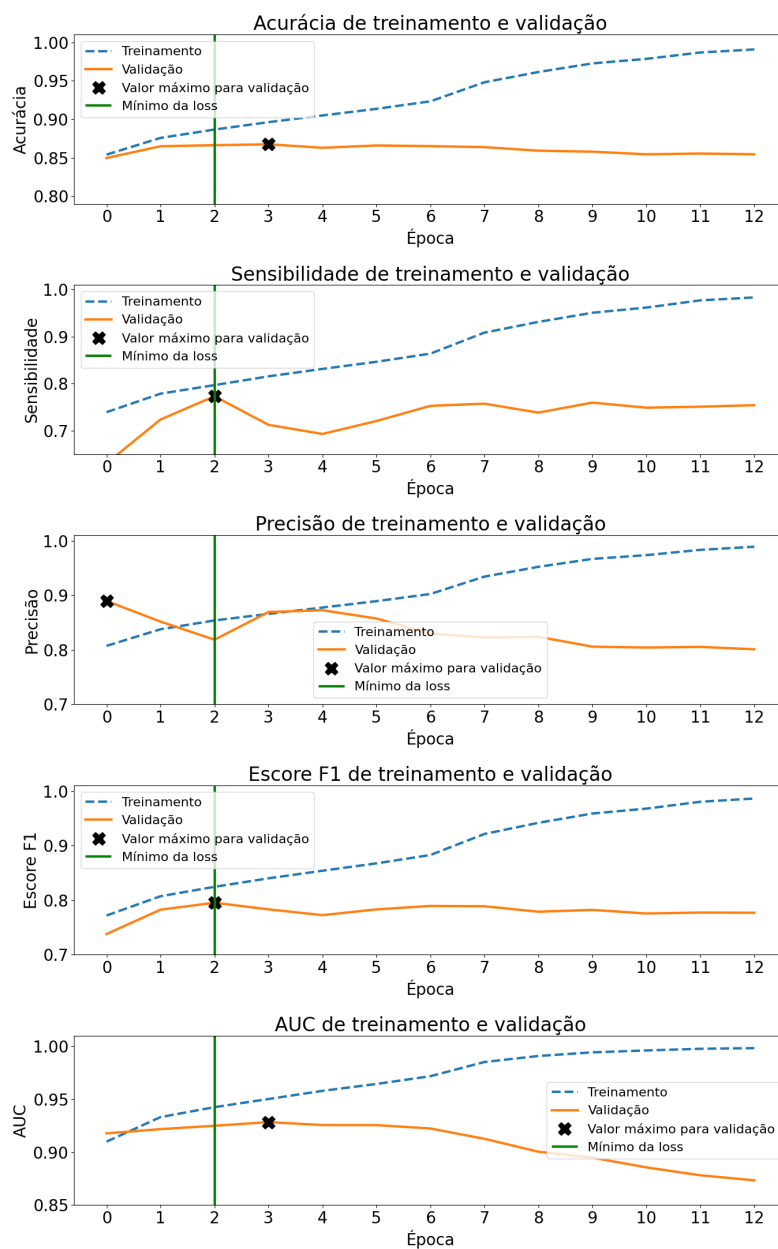 Acurácia de treinamento e validação
1.00
0.95
0.90
0.85
0.80
Acurácia
Treinamento
Validação
Valor máximo para validação
Mínimo da loss
0 1 2 3 4 5 6 7 8 9 10 11 12
Época
Sensibilidade de treinamento e validação
1.0
0.9
0.8
0.7
Sensibilidade
Treinamento
Validação
Valor máximo para validação
Mínimo da loss
0 1 2 3 4 5 6 7 8 9 10 11 12
Época
Precisão de treinamento e validação
1.0
0.9
0.8
0.7
Precisão
Treinamento
Validação
Valor máximo para validação
Mínimo da loss
0 1 2 3 4 5 6 7 8 9 10 11 12
Época
Escore F1 de treinamento e validação
1.0
0.9
0.8
0.7
Escore F1
Treinamento
Validação
Valor máximo para validação
Mínimo da loss
0 1 2 3 4 5 6 7 8 9 10 11 12
Época
AUC de treinamento e validação
1.00
0.95
0.90
0.85
AUC
Treinamento
Validação
Valor máximo para validação
Mínimo da loss
0 1 2 3 4 5 6 7 8 9 10 11 12
Época